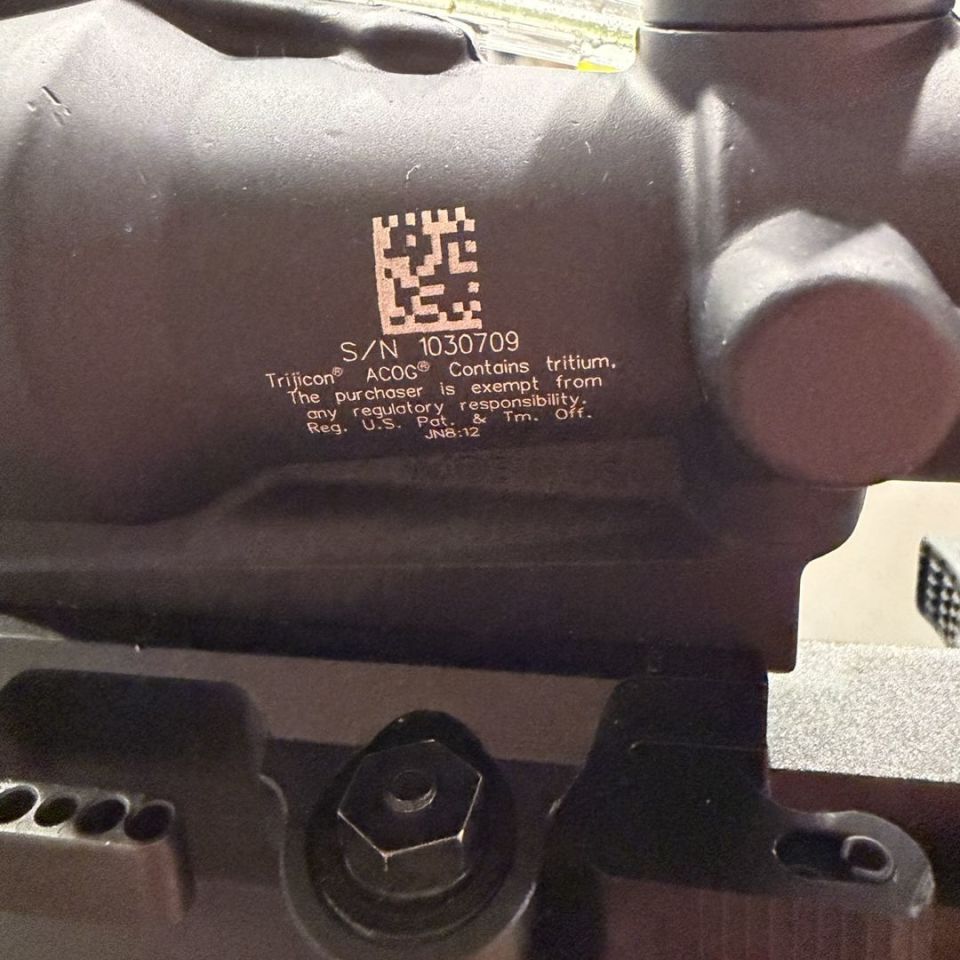 S/N 1030709
Trijicon® ACOG® Contains tritium.
The purchaser is exempt from
any regulatory responsibility.
Reg. U.S. Pat. & Tm. Off.
JN8:12